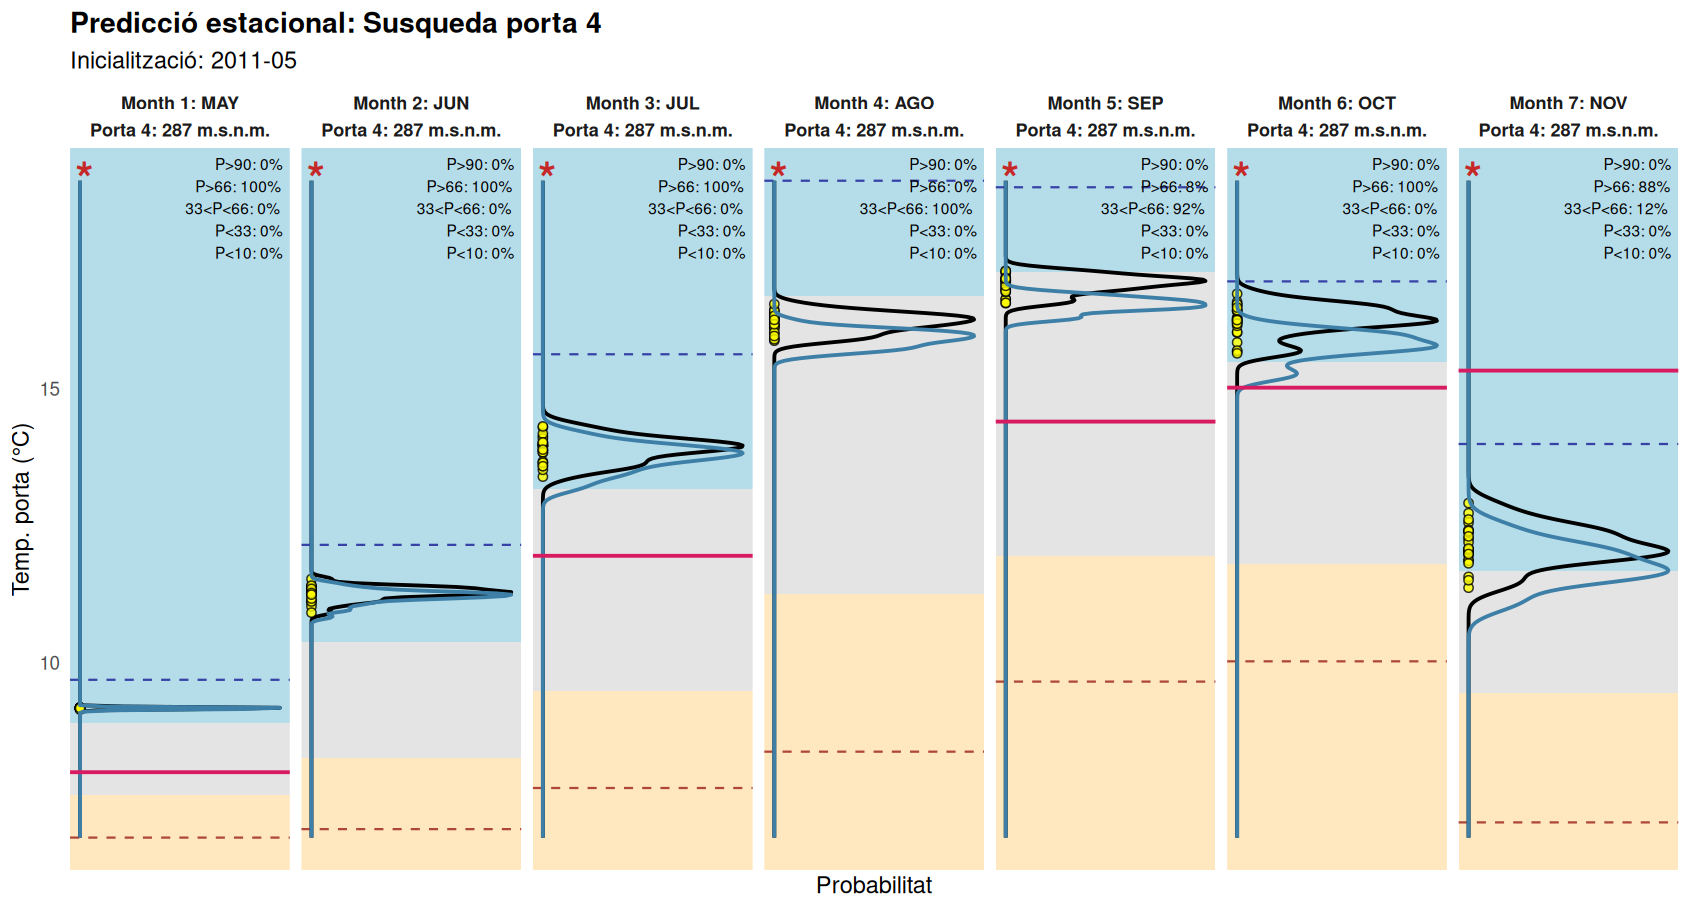 Predicció estacional: Susqueda porta 4
Inicialització: 2011-05
Month 1: MAY
Porta 4: 287 m.s.n.m.
Month 2: JUN
Porta 4: 287 m.s.n.m.
Month 3: JUL
Porta 4: 287 m.s.n.m.
Month 4: AGO
Porta 4: 287 m.s.n.m.
Month 5: SEP
Porta 4: 287 m.s.n.m.
Month 6: OCT
Porta 4: 287 m.s.n.m.
Month 7: NOV
Porta 4: 287 m.s.n.m.
*
P>90: 0%
P>66: 100%
33<P<66: 0%
P<33: 0%
P<10: 0%
*
P>90: 0%
P>66: 100%
33<P<66: 0%
P<33: 0%
P<10: 0%
*
P>90: 0%
P>66: 100%
33<P<66: 0%
P<33: 0%
P<10: 0%
*
P>90: 0%
P>66: 0%
33<P<66: 100%
P<33: 0%
P<10: 0%
*
P>90: 0%
P>66: 8%
33<P<66: 92%
P<33: 0%
P<10: 0%
*
P>90: 0%
P>66: 100%
33<P<66: 0%
P<33: 0%
P<10: 0%
*
P>90: 0%
P>66: 88%
33<P<66: 12%
P<33: 0%
P<10: 0%
15
10
Temp. porta (°C)
Probabilitat